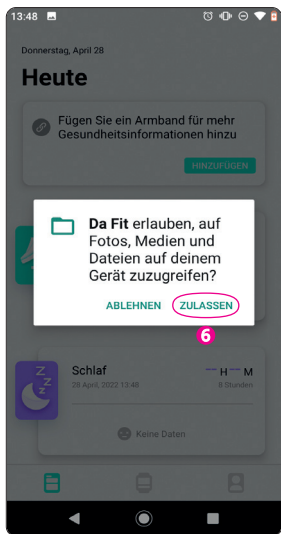 13:48
Donnerstag, April 28
Heute
Fügen Sie ein Armband für mehr
Gesundheitsinformationen hinzu
HINZUFÜGEN
Da Fit erlauben, auf
Fotos, Medien und
Dateien auf deinem
Gerät zuzugreifen?
ABLEHNEN ZULASSEN
6
Schlaf
-- H -- M
28 April, 2022 13:48
8 Stunden
Keine Daten